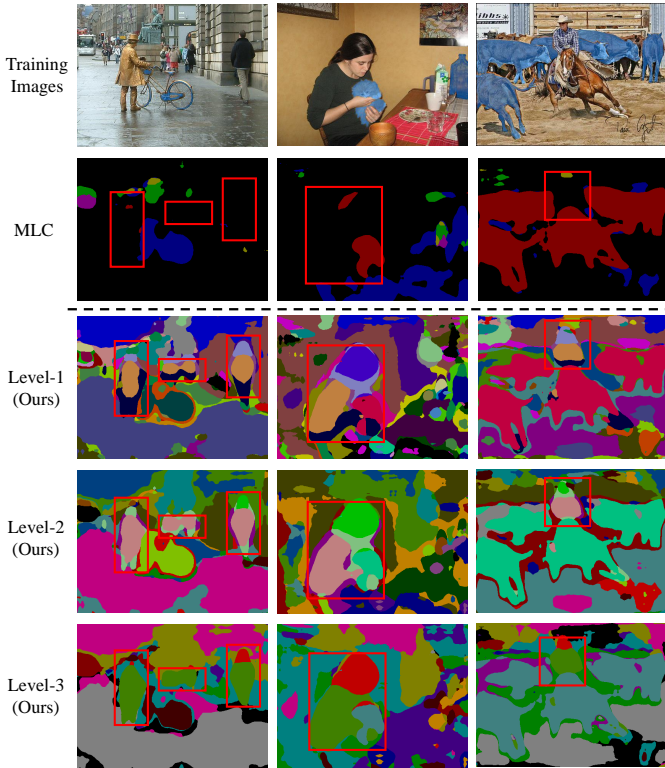 Training
Images
MLC
Level-1
(Ours)
Level-2
(Ours)
Level-3
(Ours)